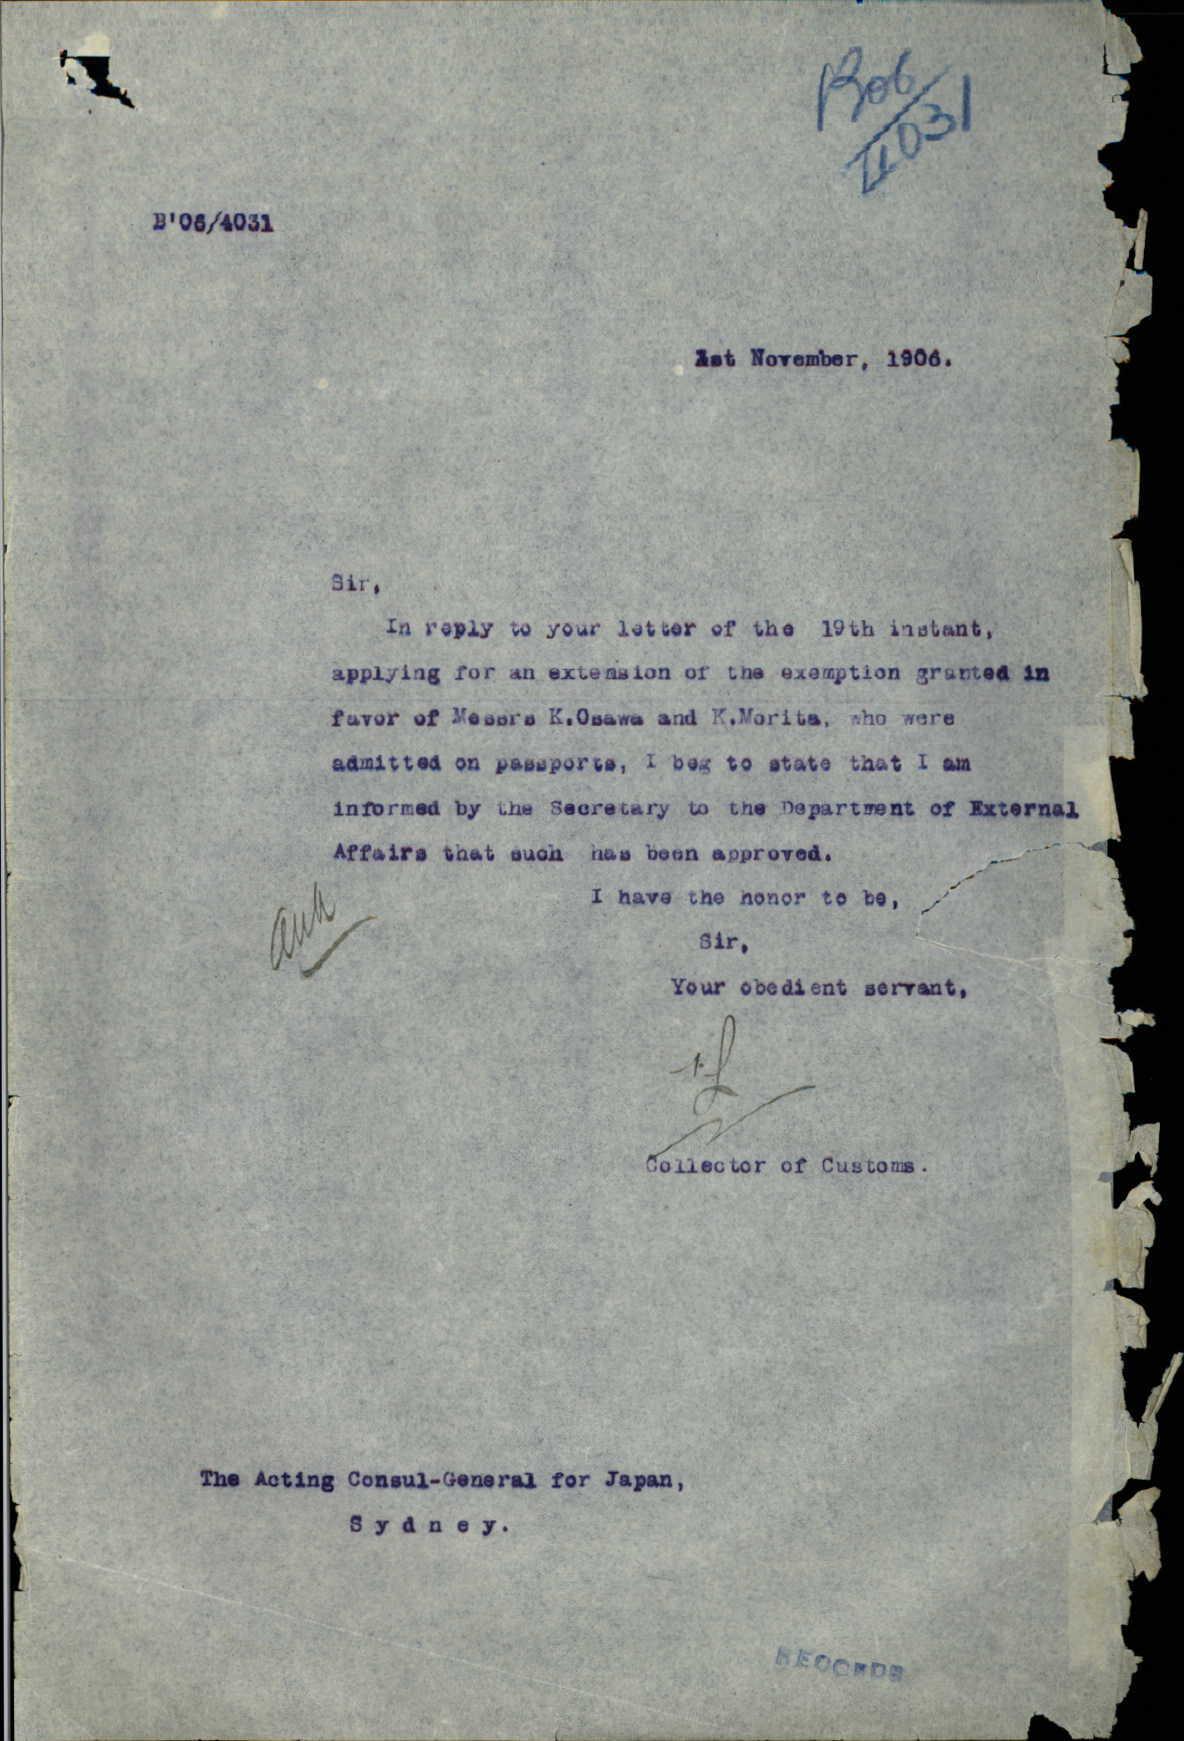 B06/4031
B'06/4031
1st November, 1906.
Sir,
In reply to your letter of the 19th instant,
applying for an extension of the exemption granted in
favor of Messrs K.Osawa and K.Morita, who were
admitted on passports, I beg to state that I am
informed by the Secretary to the Department of External
Affairs that such has been approved.
I have the honor to be,
Sir,
Your obedient servant,
Collector of Customs.
The Acting Consul-General for Japan,
Sydney.
RECORDS